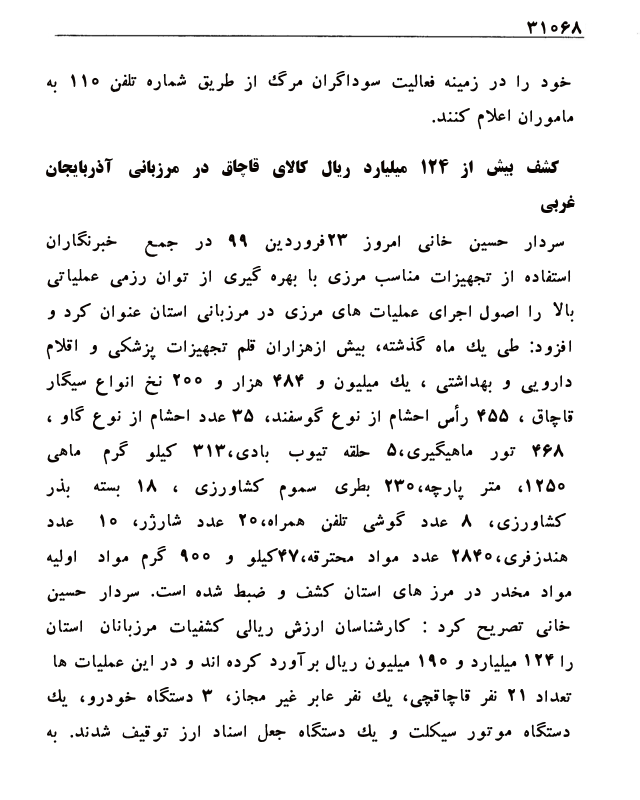 ۳۱۰۶۸
خود را در زمینه فعالیت سوداگران مرگ از طریق شماره تلفن ۱۱۰ به
ماموران اعلام کنند.
کشف بیش از ۱۲۴ میلیارد ریال کالای قاچاق در مرزبانی آذربایجان
غربی
سردار حسین خانی امروز ۲۳فروردین ۹۹ در جمع خبرنگاران
استفاده از تجهیزات مناسب مرزی با بهره گیری از توان رزمی عملیاتی
بالا را اصول اجرای عملیات های مرزی در مرزبانی استان عنوان کرد و
افزود: طی یک ماه گذشته، بیش ازهزاران قلم تجهیزات پزشکی و اقلام
دارویی و بهداشتی ، یک میلیون و ۴۸۴ هزار و ۲۰۰ نخ انواع سیگار
قاچاق ، ۴۵۵ رأس احشام از نوع گوسفند، ۳۵ عدد احشام از نوع گاو ،
۴۶۸ تور ماهیگیری،۵ حلقه تیوب بادی،۳۱۳ کیلو گرم ماهی
،۱۲۵۰ متر پارچه،۲۳۰ بطری سموم کشاورزی ، ۱۸ بسته بذر
کشاورزی، ۸ عدد گوشی تلفن همراه،۲۰ عدد شارژر، ۱۰ عدد
هندزفری،۲۸۴۰ عدد مواد محترقه،۴۷کیلو و ۹۰۰ گرم مواد اولیه
مواد مخدر در مرز های استان کشف و ضبط شده است. سردار حسین
خانی تصریح کرد : کارشناسان ارزش ریالی کشفیات مرزبانان استان
را ۱۲۴ میلیارد و ۱۹۰ میلیون ریال برآورد کرده اند و در این عملیات ها
تعداد ۲۱ نفر قاچاقچی، یک نفر عابر غیر مجاز، ۳ دستگاه خودرو، یک
دستگاه موتور سیکلت و یک دستگاه جعل اسناد ارز توقیف شدند. به